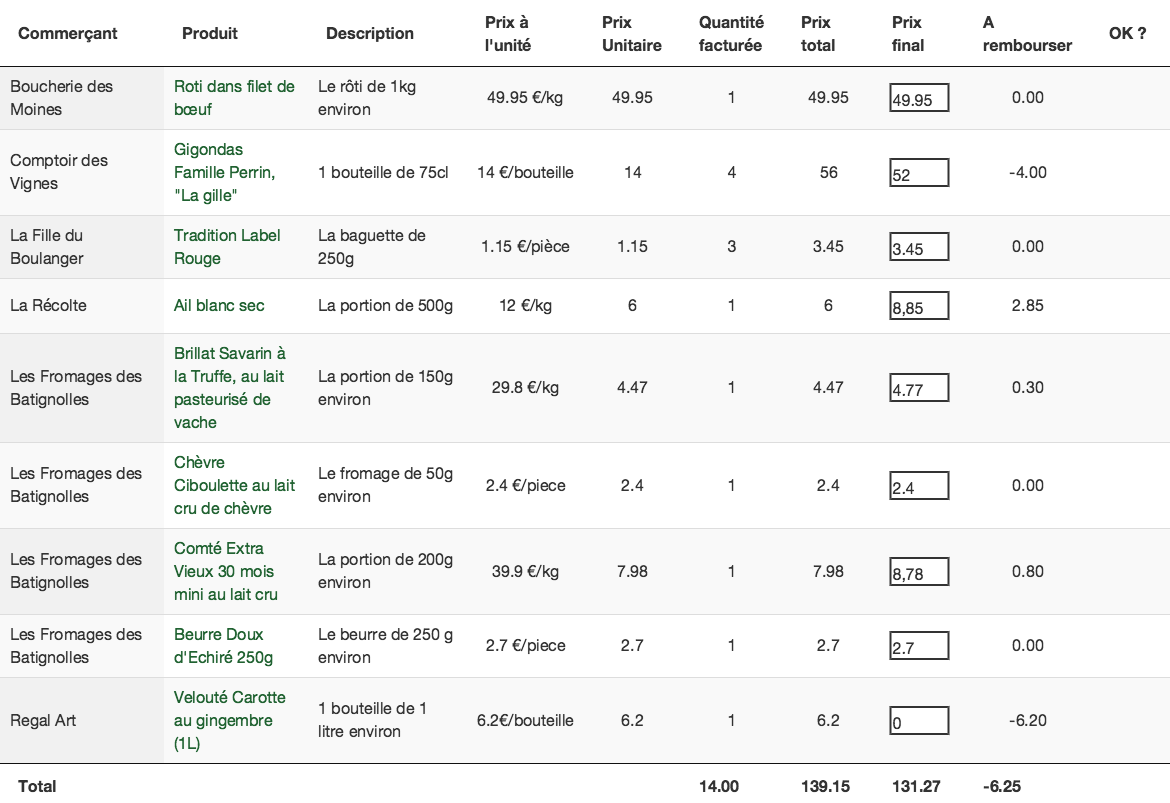 Commerçant Produit Description Prix à l'unité Prix Unitaire Quantité facturée Prix total Prix final A rembourser OK ?
Boucherie des Moines Roti dans filet de bœuf Le rôti de 1kg environ 49.95 €/kg 49.95 1 49.95 49.95 0.00
Comptoir des Vignes Gigondas Famille Perrin, "La gille" 1 bouteille de 75cl 14 €/bouteille 14 4 56 52 -4.00
La Fille du Boulanger Tradition Label Rouge La baguette de 250g 1.15 €/pièce 1.15 3 3.45 3.45 0.00
La Récolte Ail blanc sec La portion de 500g 12 €/kg 6 1 6 8,85 2.85
Les Fromages des Batignolles Brillat Savarin à la Truffe, au lait pasteurisé de vache La portion de 150g environ 29.8 €/kg 4.47 1 4.47 4.77 0.30
Les Fromages des Batignolles Chèvre Ciboulette au lait cru de chèvre Le fromage de 50g environ 2.4 €/piece 2.4 1 2.4 2.4 0.00
Les Fromages des Batignolles Comté Extra Vieux 30 mois mini au lait cru La portion de 200g environ 39.9 €/kg 7.98 1 7.98 8,78 0.80
Les Fromages des Batignolles Beurre Doux d'Echiré 250g Le beurre de 250 g environ 2.7 €/piece 2.7 1 2.7 2.7 0.00
Regal Art Velouté Carotte au gingembre (1L) 1 bouteille de 1 litre environ 6.2€/bouteille 6.2 1 6.2 0 -6.20
Total 14.00 139.15 131.27 -6.25